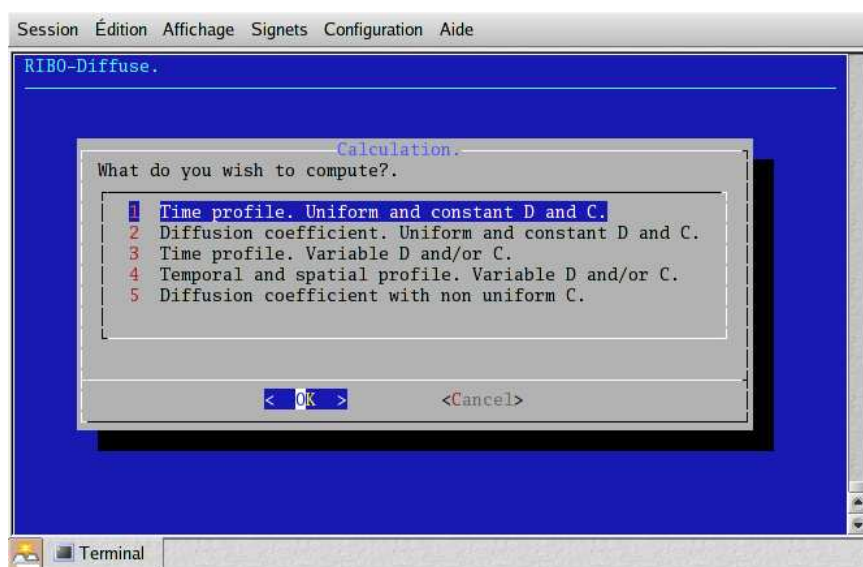 Session Édition Affichage Signets Configuration Aide
RIBO-Diffuse.
Calculation.
What do you wish to compute?.
1 Time profile. Uniform and constant D and C.
2 Diffusion coefficient. Uniform and constant D and C.
3 Time profile. Variable D and/or C.
4 Temporal and spatial profile. Variable D and/or C.
5 Diffusion coefficient with non uniform C.
< OK > <Cancel>
Terminal